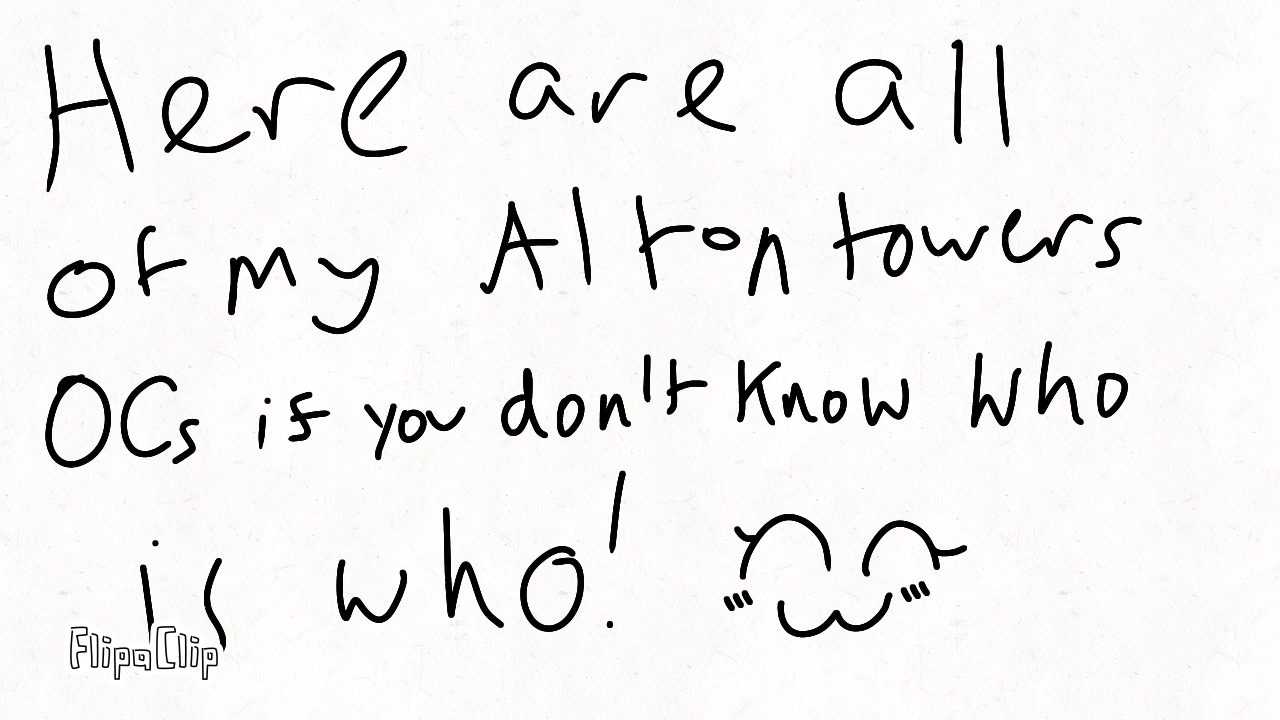 Here are all
of my Alton towers
OCs if you don't know who
is who!
FlipaClip